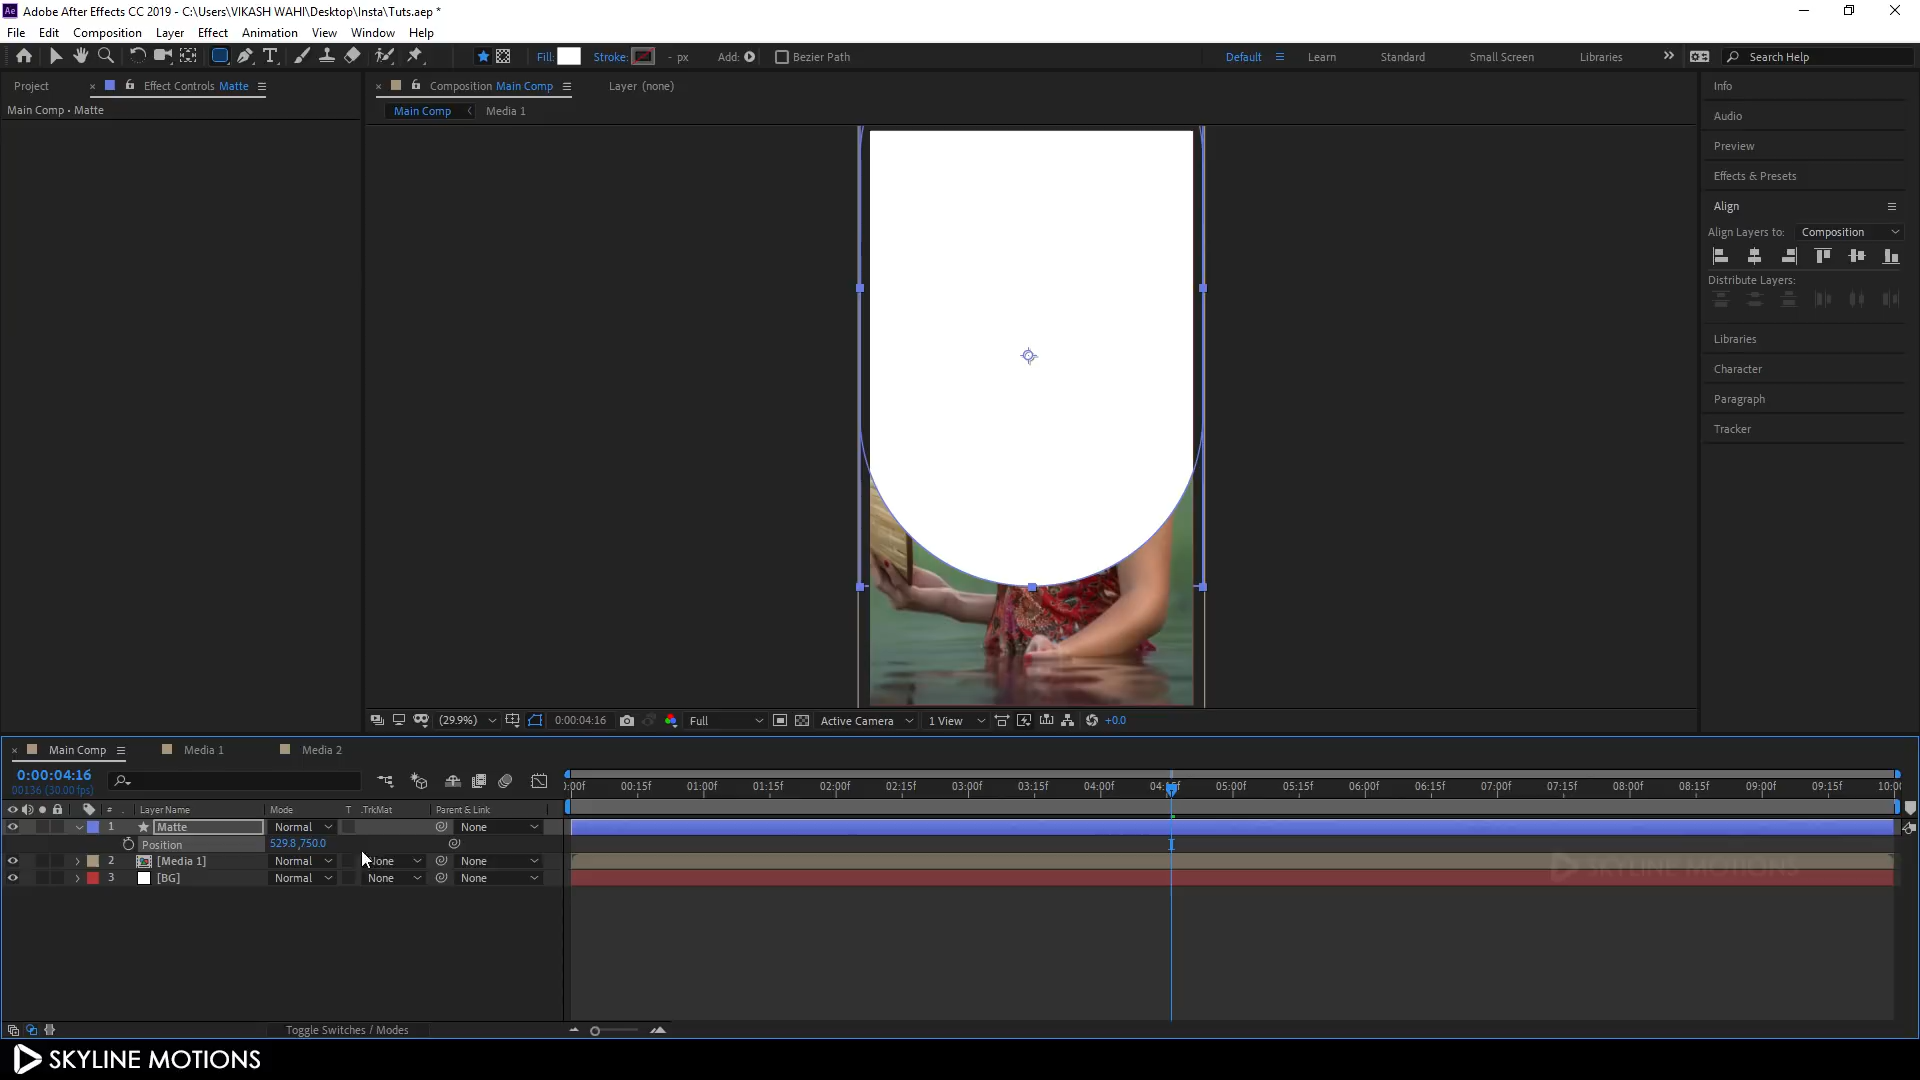 Adobe After Effects CC 2019 - C:\Users\VIKASH WAHI\Desktop\Insta\Tuts.aep *
File Edit Composition Layer Effect Animation View Window Help
Fill: Stroke: - px Add: Bezier Path Default Learn Standard Small Screen Libraries Search Help
Project Effect Controls Matte Composition Main Comp Layer (none) Info
Main Comp • Matte Main Comp Media 1
Audio
Preview
Effects & Presets
Align
Align Layers to: Composition
Distribute Layers:
Libraries
Character
Paragraph
Tracker
(29.9%) 0:00:04:16 Full Active Camera 1 View +0.0
Main Comp Media 1 Media 2
0:00:04:16
00136 (30.00 fps)
:00f 00:15f 01:00f 01:15f 02:00f 02:15f 03:00f 03:15f 04:00f 05:00f 05:15f 06:00f 06:15f 07:00f 07:15f 08:00f 08:15f 09:00f 09:15f
# Layer Name Mode T .TrkMat Parent & Link
1 Matte Normal None
Position 529.8,750.0
2 [Media 1] Normal None None
3 [BG] Normal None None
SKYLINE MOTIONS
Toggle Switches / Modes
SKYLINE MOTIONS